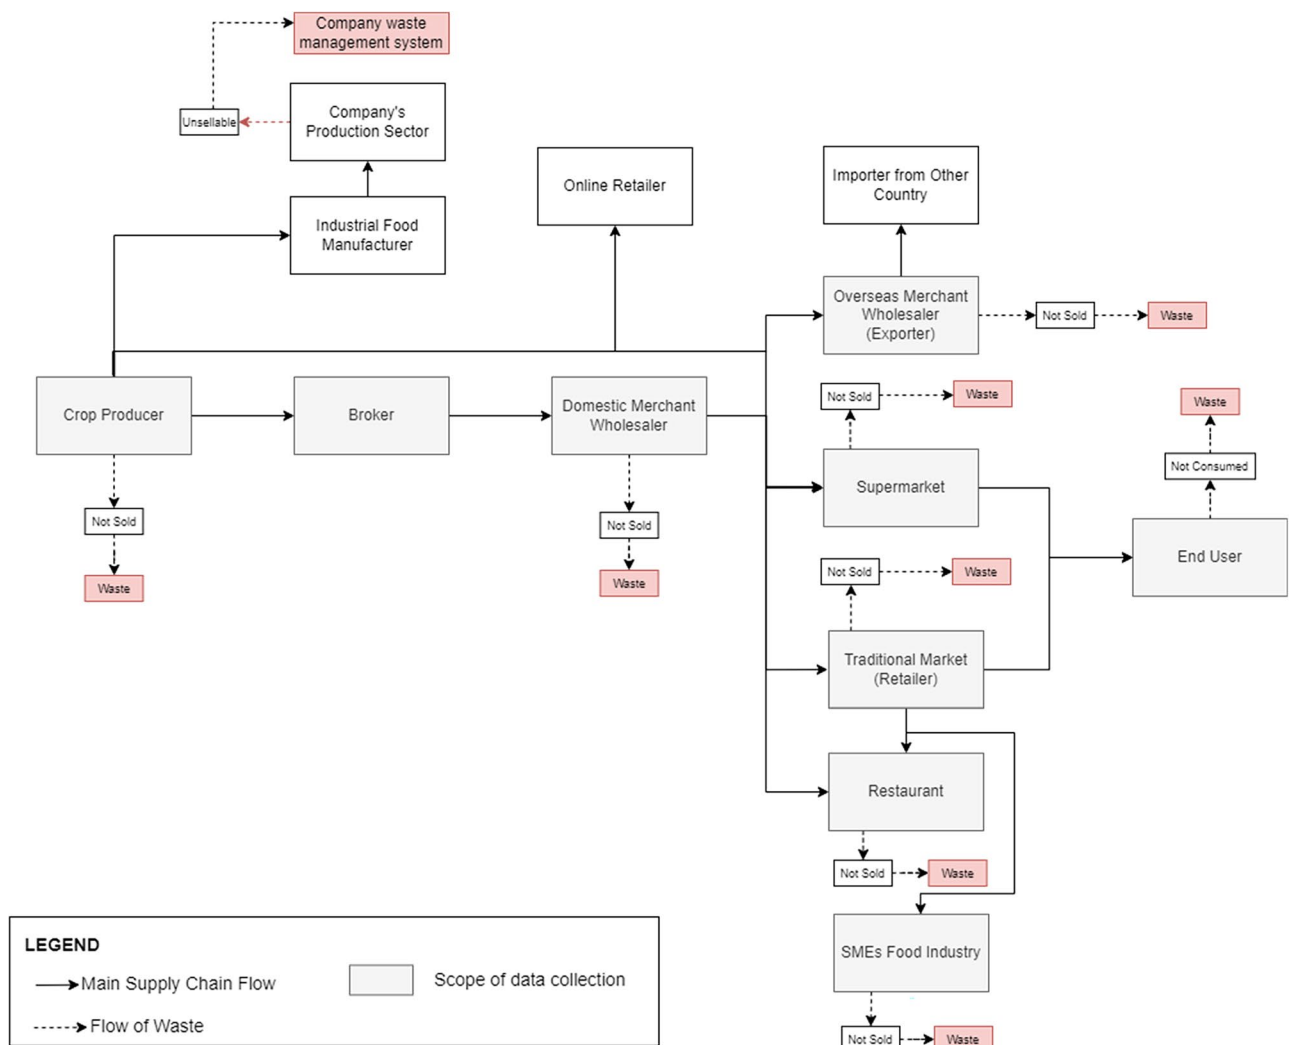 Company waste
management system
Company's
Production Sector
Unsellable
Industrial Food
Manufacturer
Online Retailer
Importer from Other
Country
Overseas Merchant
Wholesaler
(Exporter)
Not Sold
Waste
Crop Producer
Broker
Domestic Merchant
Wholesaler
Not Sold
Waste
Supermarket
Waste
Not Consumed
End User
Not Sold
Waste
Not Sold
Waste
Not Sold
Waste
Traditional Market
(Retailer)
Restaurant
Not Sold
Waste
SMEs Food Industry
Not Sold
Waste
LEGEND
Main Supply Chain Flow
Scope of data collection
Flow of Waste